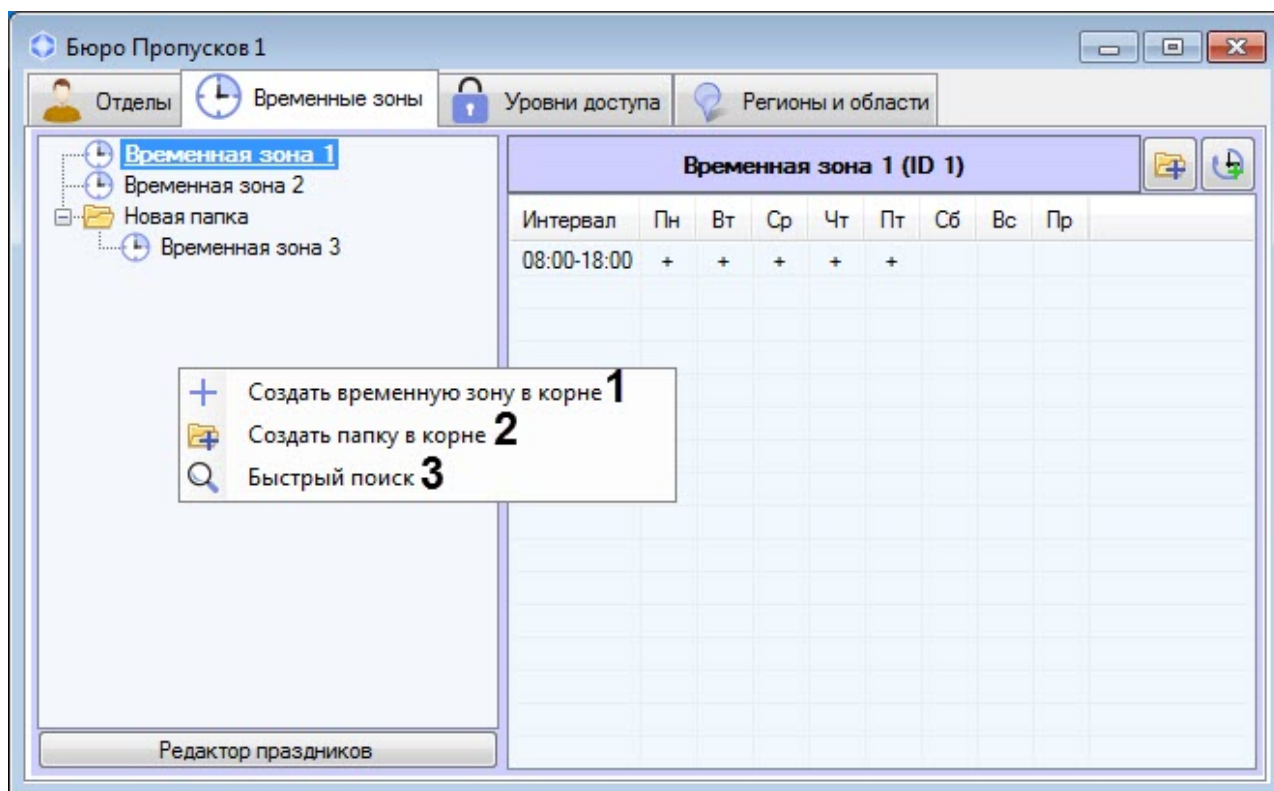 Бюро Пропусков 1
Отделы Временные зоны Уровни доступа Регионы и области
Временная зона 1
Временная зона 2
Новая папка
Временная зона 3
Временная зона 1 (ID 1)
Интервал Пн Вт Ср Чт Пт Сб Вс Пр
08:00-18:00 + + + + +
Создать временную зону в корне 1
Создать папку в корне 2
Быстрый поиск 3
Редактор праздников